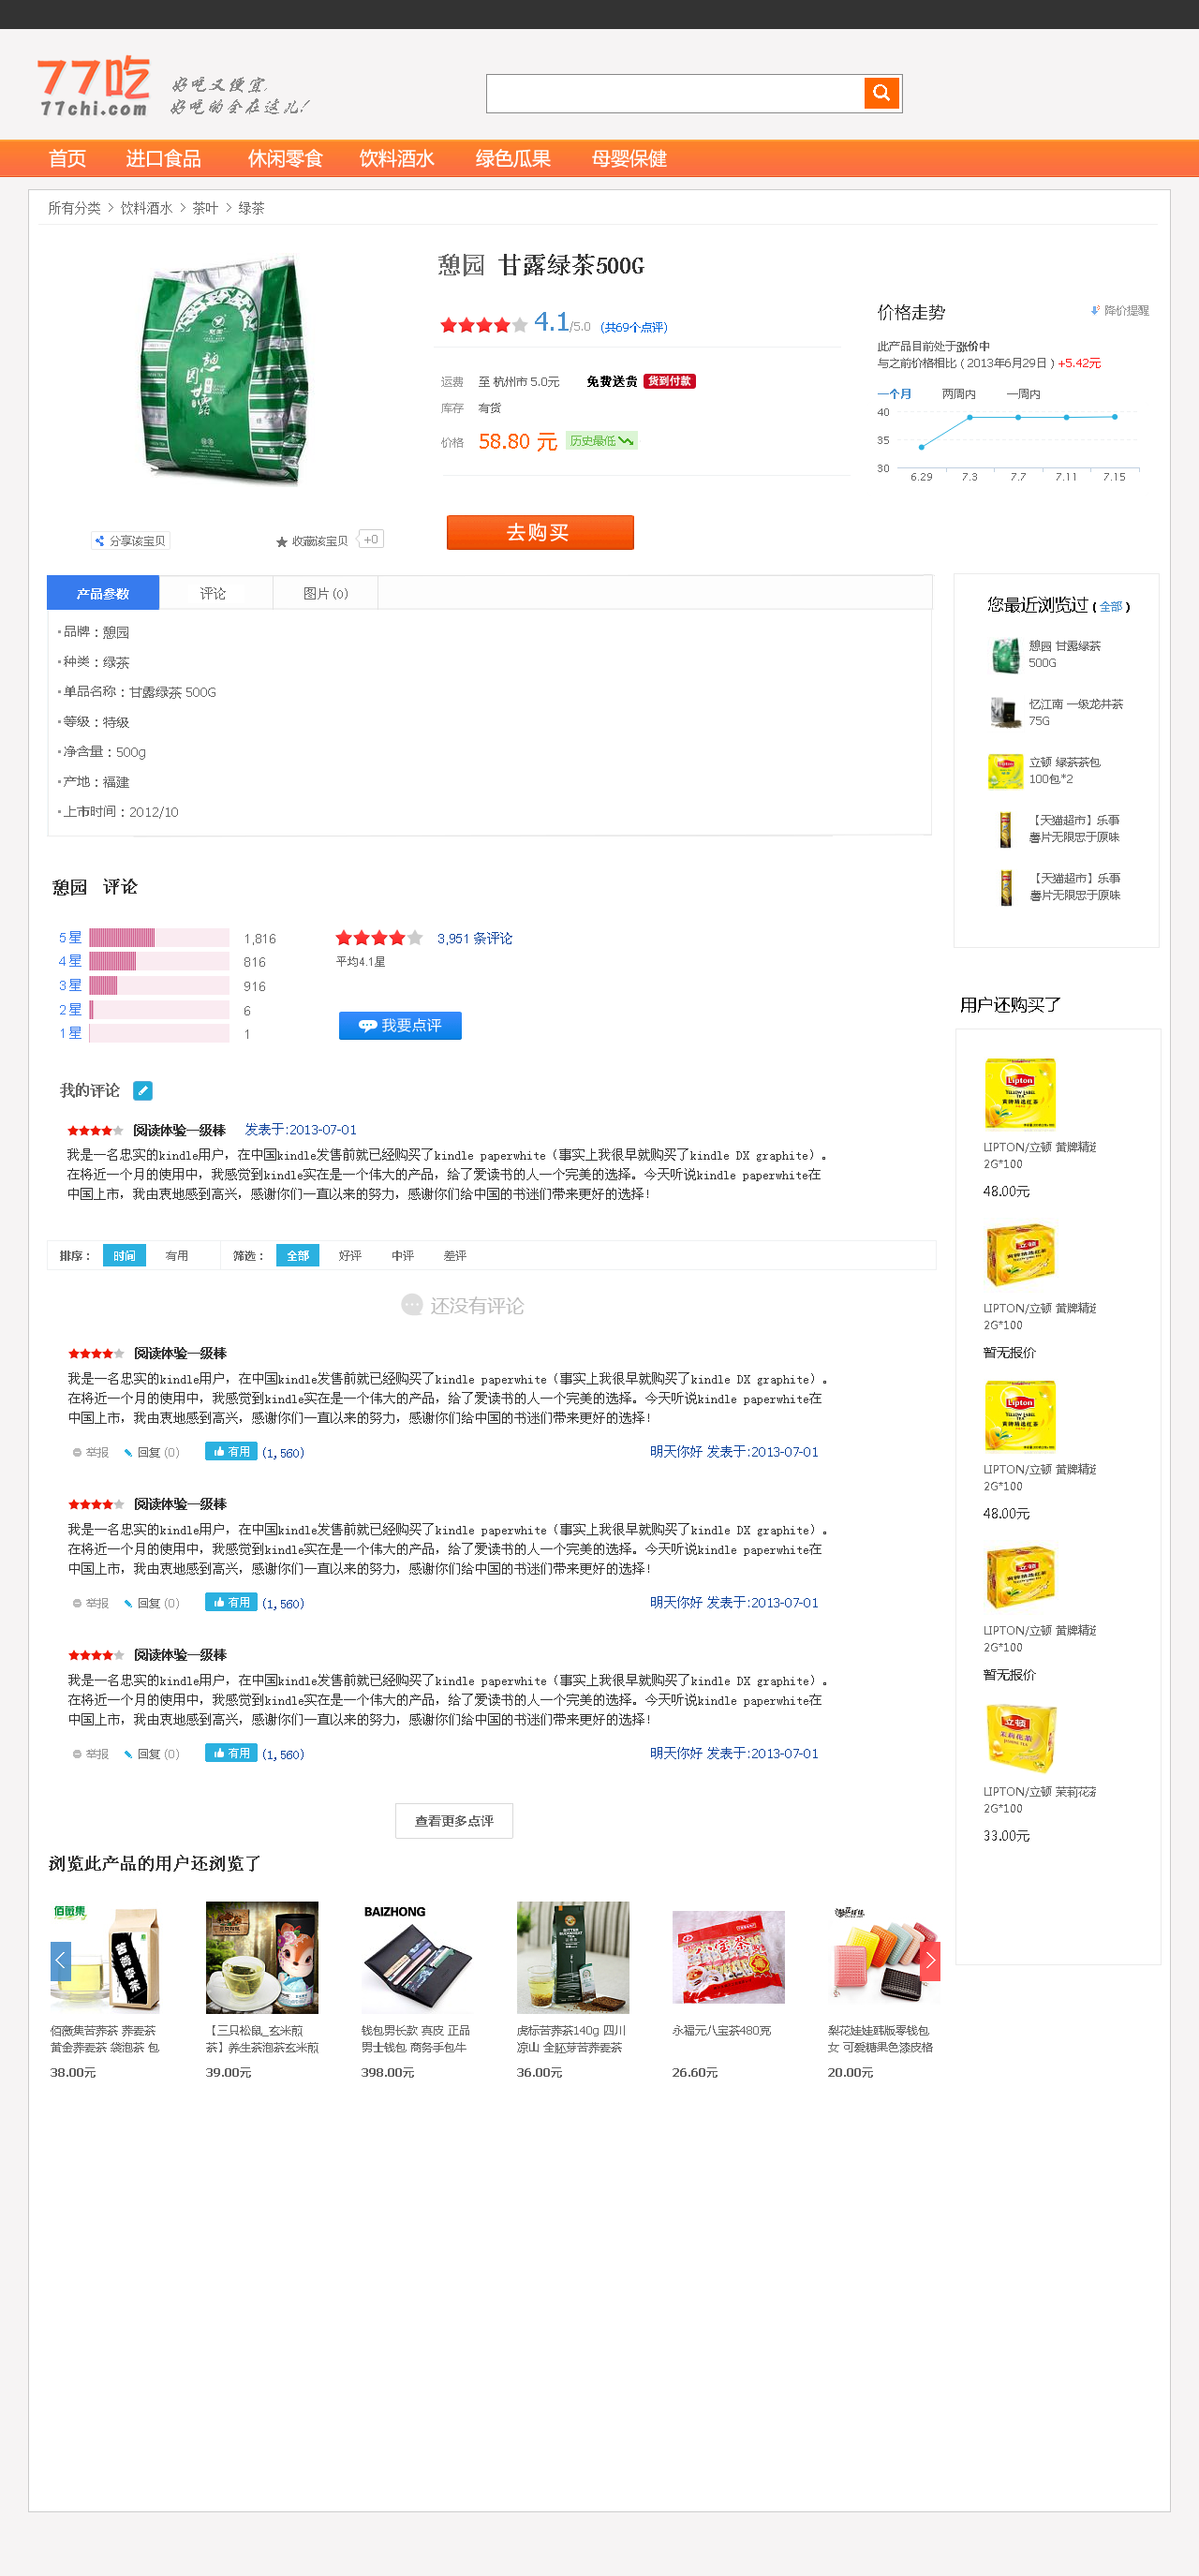 77吃
77chi.com
好吃又便宜,
好吃的全在这儿!
首页 进口食品 休闲零食 饮料酒水 绿色瓜果 母婴保健
所有分类 > 饮料酒水 > 茶叶 > 绿茶
憩园 甘露绿茶500G
4.1/5.0 (共69个点评)
运费 至 杭州市 5.0元 免费送货 货到付款
库存 有货
价格 58.80 元 历史最低
去购买
分享该宝贝 收藏该宝贝 +0
价格走势 降价提醒
此产品目前处于涨价中
与之前价格相比 ( 2013年6月29日 ) +5.42元
一个月 两周内 一周内
40
35
30
6.29 7.3 7.7 7.11 7.15
产品参数 评论 图片(0)
品牌：憩园
种类：绿茶
单品名称：甘露绿茶 500G
等级：特级
净含量：500g
产地：福建
上市时间：2012/10
您最近浏览过 ( 全部 )
憩园 甘露绿茶
500G
忆江南 一级龙井茶
75G
立顿 绿茶茶包
100包*2
【天猫超市】乐事
薯片无限忠于原味
【天猫超市】乐事
薯片无限忠于原味
憩园 评论
5星 1,816
4星 816
3星 916
2星 6
1星 1
3,951 条评论
平均4.1星
我要点评
我的评论
阅读体验一级棒 发表于:2013-07-01
我是一名忠实的kindle用户，在中国kindle发售前就已经购买了kindle paperwhite（事实上我很早就购买了kindle DX graphite）。
在将近一个月的使用中，我感觉到kindle实在是一个伟大的产品，给了爱读书的人一个完美的选择。今天听说kindle paperwhite在
中国上市，我由衷地感到高兴，感谢你们一直以来的努力，感谢你们给中国的书迷们带来更好的选择！
排序： 时间 有用 筛选： 全部 好评 中评 差评
还没有评论
阅读体验一级棒
我是一名忠实的kindle用户，在中国kindle发售前就已经购买了kindle paperwhite（事实上我很早就购买了kindle DX graphite）。
在将近一个月的使用中，我感觉到kindle实在是一个伟大的产品，给了爱读书的人一个完美的选择。今天听说kindle paperwhite在
中国上市，我由衷地感到高兴，感谢你们一直以来的努力，感谢你们给中国的书迷们带来更好的选择！
举报 回复 (0) 有用 (1,560) 明天你好 发表于:2013-07-01
阅读体验一级棒
我是一名忠实的kindle用户，在中国kindle发售前就已经购买了kindle paperwhite（事实上我很早就购买了kindle DX graphite）。
在将近一个月的使用中，我感觉到kindle实在是一个伟大的产品，给了爱读书的人一个完美的选择。今天听说kindle paperwhite在
中国上市，我由衷地感到高兴，感谢你们一直以来的努力，感谢你们给中国的书迷们带来更好的选择！
举报 回复 (0) 有用 (1,560) 明天你好 发表于:2013-07-01
阅读体验一级棒
我是一名忠实的kindle用户，在中国kindle发售前就已经购买了kindle paperwhite（事实上我很早就购买了kindle DX graphite）。
在将近一个月的使用中，我感觉到kindle实在是一个伟大的产品，给了爱读书的人一个完美的选择。今天听说kindle paperwhite在
中国上市，我由衷地感到高兴，感谢你们一直以来的努力，感谢你们给中国的书迷们带来更好的选择！
举报 回复 (0) 有用 (1,560) 明天你好 发表于:2013-07-01
查看更多点评
用户还购买了
Lipton
YELLOW LABEL
TEA
黄牌精选红茶
LIPTON/立顿 黄牌精选
2G*100
48.00元
立顿
LIPTON/立顿 黄牌精选
2G*100
暂无报价
Lipton
YELLOW LABEL
TEA
黄牌精选红茶
LIPTON/立顿 黄牌精选
2G*100
48.00元
立顿
LIPTON/立顿 黄牌精选
2G*100
暂无报价
立顿
茉莉花茶
LIPTON/立顿 茉莉花茶
2G*100
33.00元
浏览此产品的用户还浏览了
佰薇集
BAIZHONG
佰薇集苦荞茶 荞麦茶
黄金荞麦茶 袋泡茶 包
38.00元
【三只松鼠_玄米煎
茶】养生茶泡茶玄米煎
39.00元
钱包男长款 真皮 正品
男士钱包 商务手包牛
398.00元
虎标苦荞茶140g 四川
凉山 全胚芽苦荞麦茶
36.00元
永福元八宝茶480克
26.60元
梨花娃娃韩版零钱包
女 可爱糖果色漆皮格
20.00元